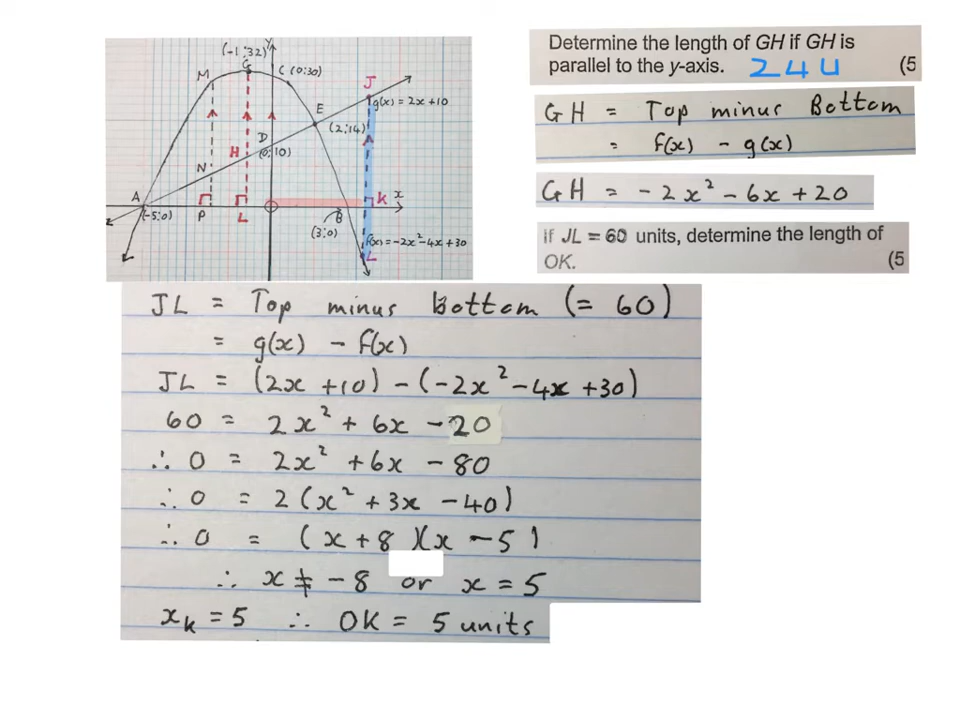 (-1;32)
Y
G
M
C (0;30)
J
g(x) = 2x+10
E
(2;14)
D
H
(0;10)
N
A
K
x
(-5;0)
P
L
B
(3;0)
f(x) = -2x²-4x+30
L
Determine the length of GH if GH is
parallel to the y-axis. 24 U (5
GH = Top minus Bottom
= f(x) - g(x)
GH = -2x² - 6x + 20
if JL = 60 units, determine the length of
OK. (5
JL = Top minus bottom (= 60)
= g(x) - f(x)
JL = (2x + 10) - (-2x² - 4x + 30)
60 = 2x² + 6x - 20
∴ 0 = 2x² + 6x - 80
∴ 0 = 2(x² + 3x - 40)
∴ 0 = (x + 8)(x - 5)
∴ x ≠ -8 or x = 5
xₖ = 5 ∴ OK = 5 units